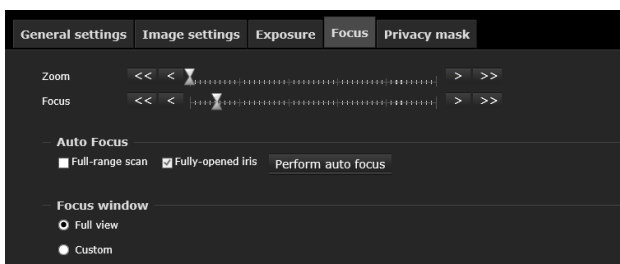 General settings Image settings Exposure Focus Privacy mask
Zoom << < > >>
Focus << < > >>
Auto Focus
Full-range scan Fully-opened iris Perform auto focus
Focus window
Full view
Custom